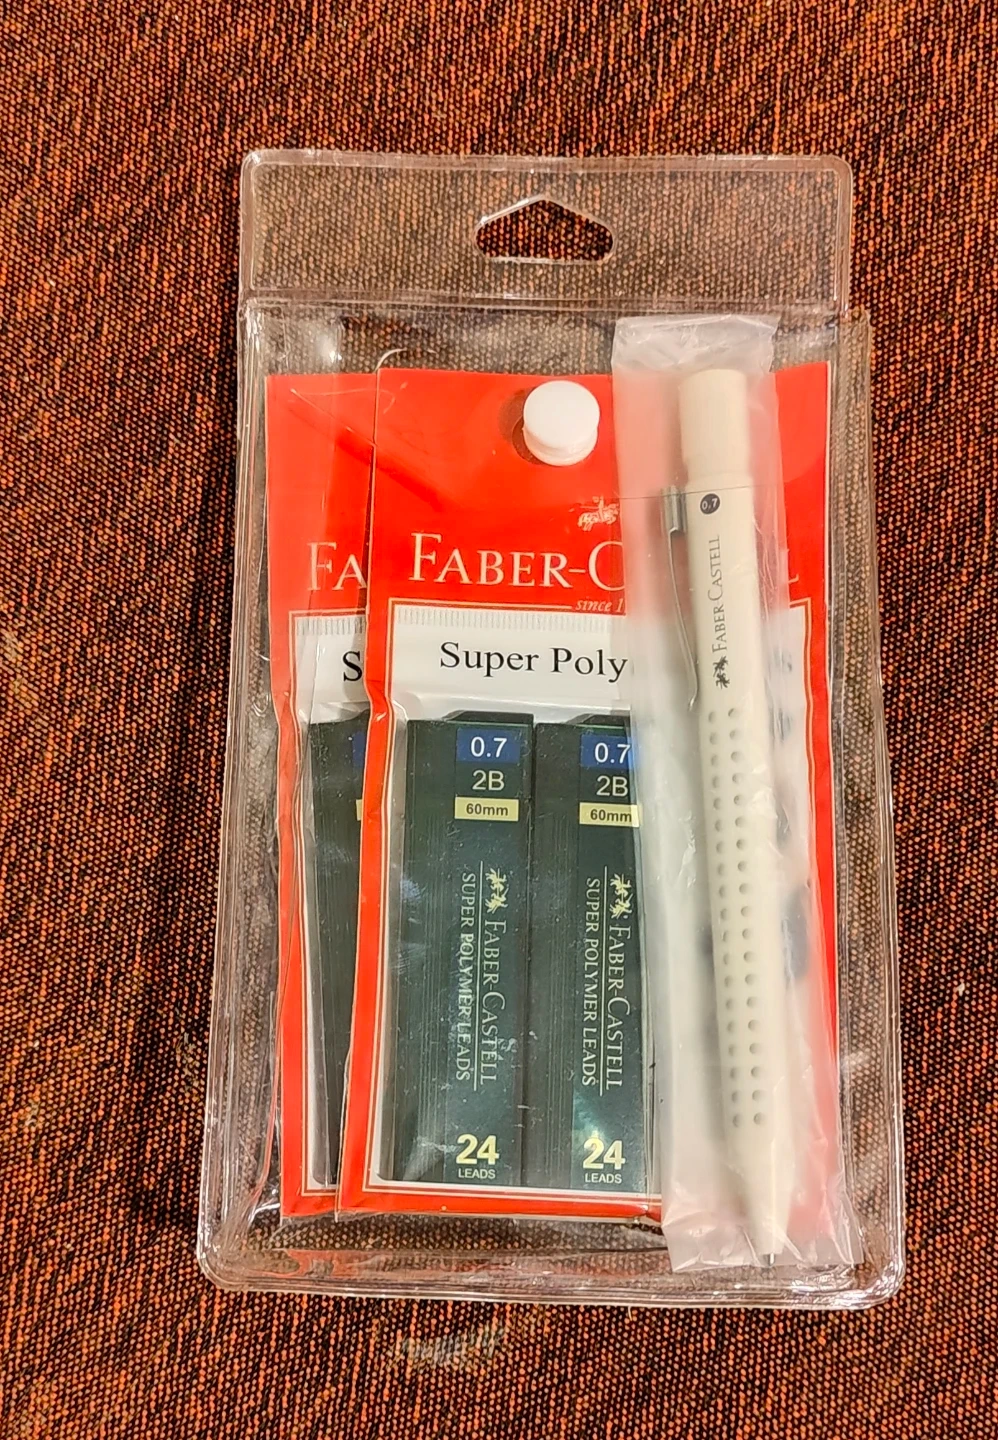 FA
FABER-C
L
since 1
S
Super Poly
0.7
2B
60mm
FABER-CASTELL
SUPER POLYMER LEADS
24
LEADS
0.7
2B
60mm
FABER-CASTELL
SUPER POLYMER LEADS
24
LEADS
0.7
FABER CASTELL